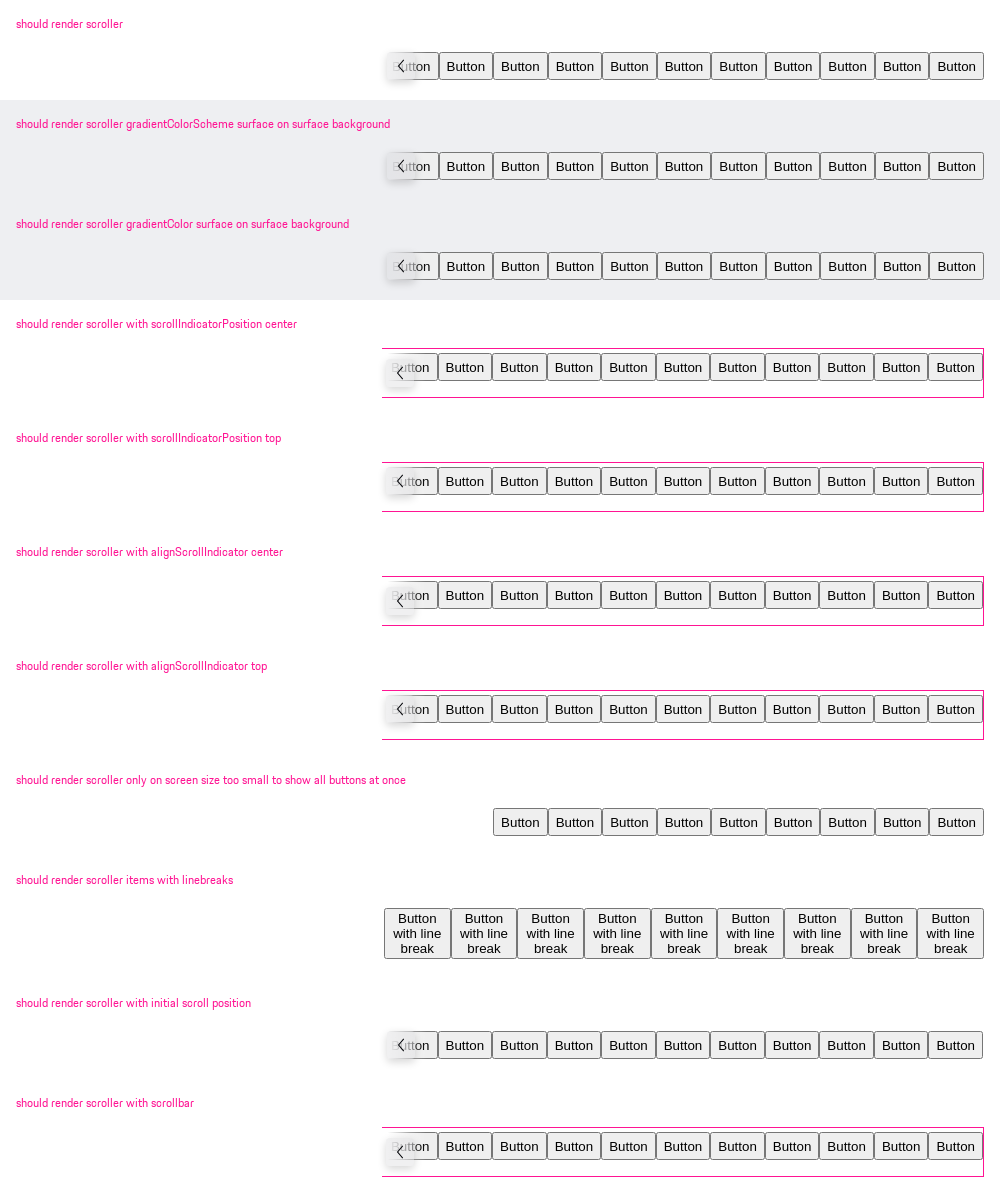 should render scroller
Button Button Button Button Button Button Button Button Button Button Button
should render scroller gradientColorScheme surface on surface background
Button Button Button Button Button Button Button Button Button Button Button
should render scroller gradientColor surface on surface background
Button Button Button Button Button Button Button Button Button Button Button
should render scroller with scrollIndicatorPosition center
Button Button Button Button Button Button Button Button Button Button Button
should render scroller with scrollIndicatorPosition top
Button Button Button Button Button Button Button Button Button Button Button
should render scroller with alignScrollIndicator center
Button Button Button Button Button Button Button Button Button Button Button
should render scroller with alignScrollIndicator top
Button Button Button Button Button Button Button Button Button Button Button
should render scroller only on screen size too small to show all buttons at once
Button Button Button Button Button Button Button Button Button
should render scroller items with linebreaks
Button Button Button Button Button Button Button Button Button
with line with line with line with line with line with line with line with line with line
break break break break break break break break break
should render scroller with initial scroll position
Button Button Button Button Button Button Button Button Button Button Button
should render scroller with scrollbar
Button Button Button Button Button Button Button Button Button Button Button